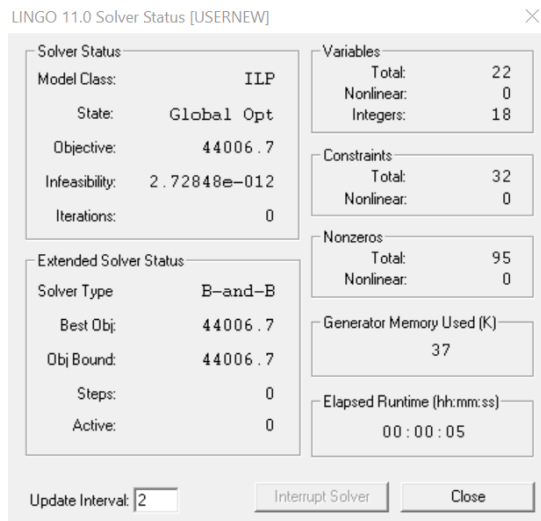 LINGO 11.0 Solver Status [USERNEW]
Solver Status
Model Class: ILP
State: Global Opt
Objective: 44006.7
Infeasibility: 2.72848e-012
Iterations: 0
Extended Solver Status
Solver Type B-and-B
Best Obj: 44006.7
Obj Bound: 44006.7
Steps: 0
Active: 0
Variables
Total: 22
Nonlinear: 0
Integers: 18
Constraints
Total: 32
Nonlinear: 0
Nonzeros
Total: 95
Nonlinear: 0
Generator Memory Used (K)
37
Elapsed Runtime (hh:mm:ss)
00:00:05
Update Interval: 2 Interrupt Solver Close